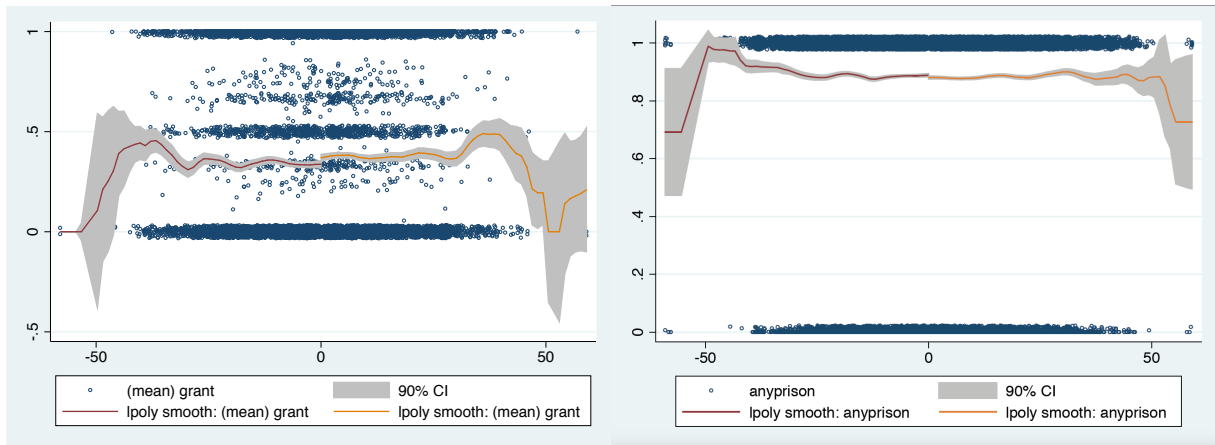 1
.5
0
-.5
-50 0 50
(mean) grant 90% CI
lpoly smooth: (mean) grant lpoly smooth: (mean) grant
1
.8
.6
.4
.2
0
-50 0 50
anyprison 90% CI
lpoly smooth: anyprison lpoly smooth: anyprison